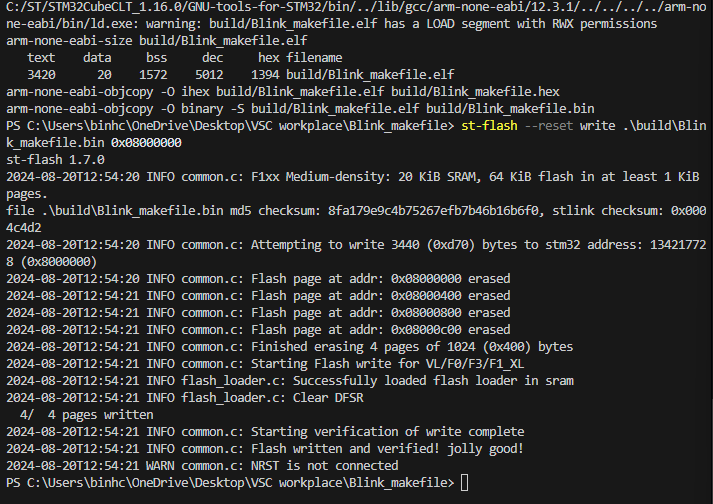 C:/ST/STM32CubeCLT_1.16.0/GNU-tools-for-STM32/bin/../lib/gcc/arm-none-eabi/12.3.1/../../../../arm-no
ne-eabi/bin/ld.exe: warning: build/Blink_makefile.elf has a LOAD segment with RWX permissions
arm-none-eabi-size build/Blink_makefile.elf
   text    data     bss     dec     hex filename
   3420      20    1572    5012    1394 build/Blink_makefile.elf
arm-none-eabi-objcopy -O ihex build/Blink_makefile.elf build/Blink_makefile.hex
arm-none-eabi-objcopy -O binary -S build/Blink_makefile.elf build/Blink_makefile.bin
PS C:\Users\binhc\OneDrive\Desktop\VSC workplace\Blink_makefile> st-flash --reset write .\build\Blin
k_makefile.bin 0x08000000
st-flash 1.7.0
2024-08-20T12:54:20 INFO common.c: F1xx Medium-density: 20 KiB SRAM, 64 KiB flash in at least 1 KiB
pages.
file .\build\Blink_makefile.bin md5 checksum: 8fa179e9c4b75267efb7b46b16b6f0, stlink checksum: 0x000
4c4d2
2024-08-20T12:54:20 INFO common.c: Attempting to write 3440 (0xd70) bytes to stm32 address: 13421772
8 (0x8000000)
2024-08-20T12:54:20 INFO common.c: Flash page at addr: 0x08000000 erased
2024-08-20T12:54:21 INFO common.c: Flash page at addr: 0x08000400 erased
2024-08-20T12:54:21 INFO common.c: Flash page at addr: 0x08000800 erased
2024-08-20T12:54:21 INFO common.c: Flash page at addr: 0x08000c00 erased
2024-08-20T12:54:21 INFO common.c: Finished erasing 4 pages of 1024 (0x400) bytes
2024-08-20T12:54:21 INFO common.c: Starting Flash write for VL/F0/F3/F1_XL
2024-08-20T12:54:21 INFO flash_loader.c: Successfully loaded flash loader in sram
2024-08-20T12:54:21 INFO flash_loader.c: Clear DFSR
  4/  4 pages written
2024-08-20T12:54:21 INFO common.c: Starting verification of write complete
2024-08-20T12:54:21 INFO common.c: Flash written and verified! jolly good!
2024-08-20T12:54:21 WARN common.c: NRST is not connected
PS C:\Users\binhc\OneDrive\Desktop\VSC workplace\Blink_makefile>